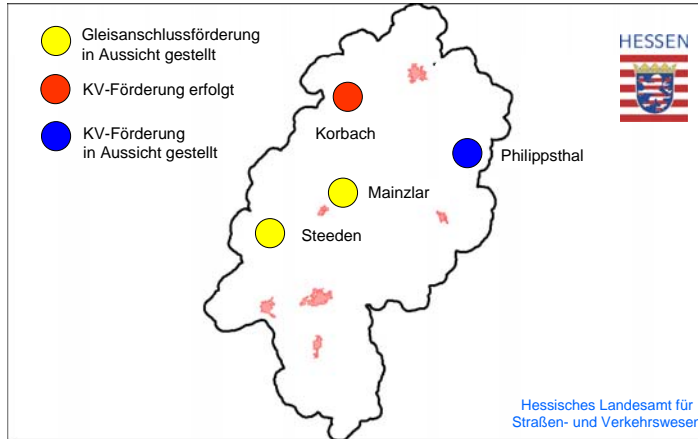 Gleisanschlussförderung
in Aussicht gestellt
HESSEN
KV-Förderung erfolgt
Korbach
KV-Förderung
in Aussicht gestellt
Philippsthal
Mainzlar
Steeden
Hessisches Landesamt für
Straßen- und Verkehrswesen